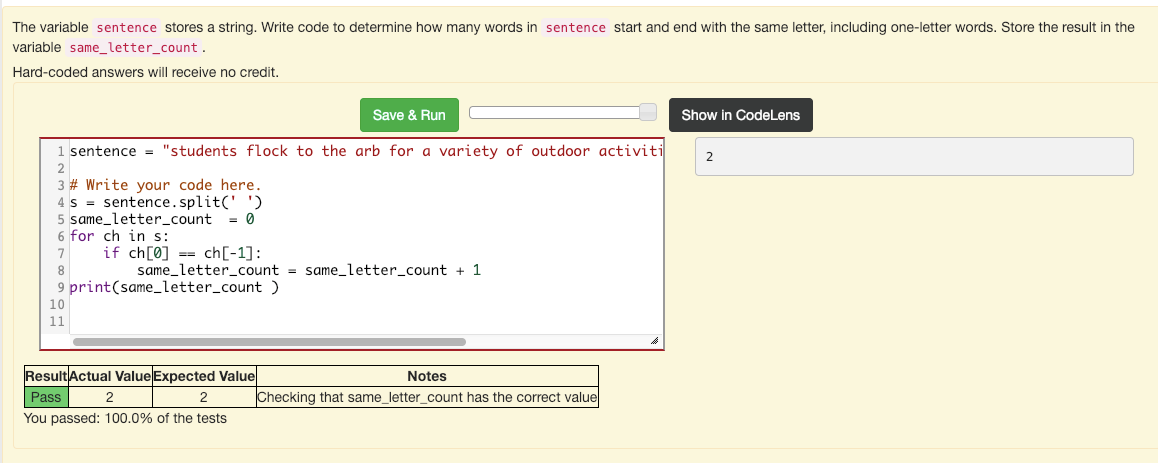 The variable sentence stores a string. Write code to determine how many words in sentence start and end with the same letter, including one-letter words. Store the result in the
variable same_letter_count .
Hard-coded answers will receive no credit.
Save & Run Show in CodeLens
1 sentence = "students flock to the arb for a variety of outdoor activiti
2
3 # Write your code here.
4 s = sentence.split(' ')
5 same_letter_count  = 0
6 for ch in s:
7     if ch[0] == ch[-1]:
8         same_letter_count = same_letter_count + 1
9 print(same_letter_count )
10
11
2
Result Actual Value Expected Value Notes
Pass 2 2 Checking that same_letter_count has the correct value
You passed: 100.0% of the tests